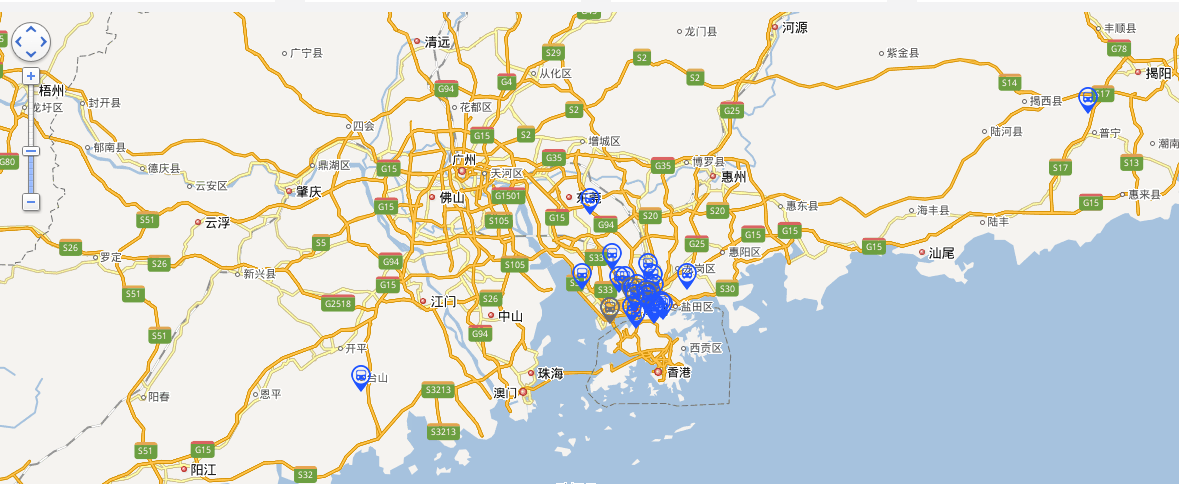 G45
清远
广宁县
龙门县
河源
丰顺县
紫金县
G78
揭阳
S29
S2
S2
从化区
G4
G94
S14
梧州
龙圩区
封开县
花都区
S2
G25
揭西县
S17
四会
G15
S2
增城区
陆河县
普宁
潮南
郁南县
广州
G35
G35
博罗县
G80
德庆县
鼎湖区
G15
天河区
惠州
S17
S13
云安区
肇庆
佛山
G1501
东莞
惠来县
G15
惠东县
海丰县
陆丰
S51
云浮
G15
S105
G15
G94
S20
S20
S26
S5
G25
G15
G15
G15
汕尾
罗定
S26
新兴县
G94
S105
S33
岗区
惠阳区
S51
G15
S33
S30
G2518
江门
S26
中山
盐田区
S51
G94
开平
西贡区
台山
珠海
香港
阳春
恩平
S3213
澳门
S3213
S51
G15
阳江
S32